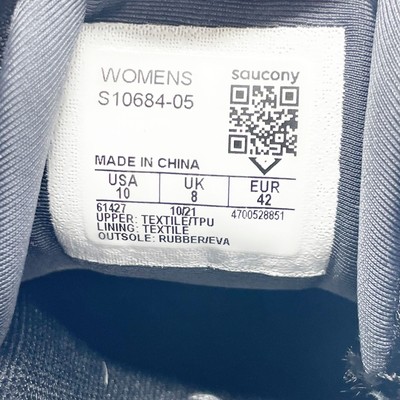 WOMENS saucony
S10684-05
MADE IN CHINA
USA UK EUR
10 8 42
61427 10/21 4700528851
UPPER: TEXTILE/TPU
LINING: TEXTILE
OUTSOLE: RUBBER/EVA